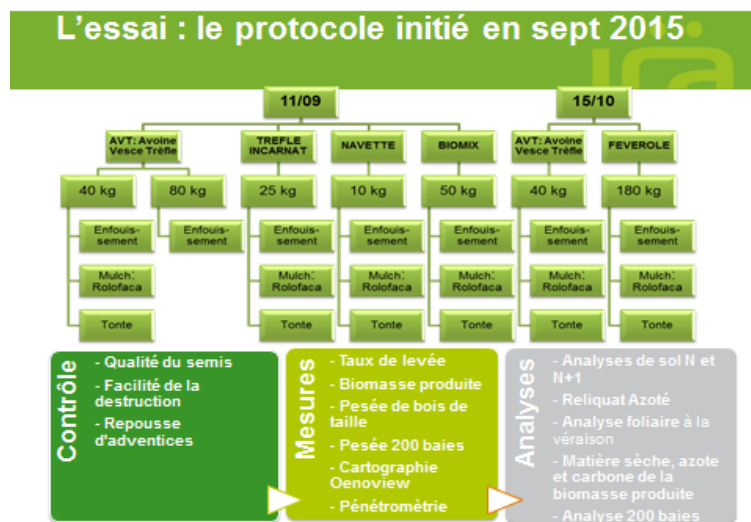 L'essai : le protocole initié en sept 2015
11/09
15/10
AVT: Avoine
Vesce Trèfle
TREFLE
INCARNAT
NAVETTE
BIOMIX
AVT: Avoine
Vesce Trèfle
FEVEROLE
40 kg
80 kg
25 kg
10 kg
50 kg
40 kg
180 kg
Enfouis-
sement
Enfouis-
sement
Enfouis-
sement
Enfouis-
sement
Enfouis-
sement
Enfouis-
sement
Enfouis-
sement
Mulch:
Rolofaca
Mulch:
Rolofaca
Mulch:
Rolofaca
Mulch:
Rolofaca
Mulch:
Rolofaca
Mulch:
Rolofaca
Tonte
Tonte
Tonte
Tonte
Tonte
Tonte
Contrôle
- Qualité du semis
- Facilité de la
destruction
- Repousse
d'adventices
Mesures
- Taux de levée
- Biomasse produite
- Pesée de bois de
taille
- Pesée 200 baies
- Cartographie
Oenoview
- Pénétromètrie
Analyses
- Analyses de sol N et
N+1
- Reliquat Azoté
- Analyse foliaire à la
véraison
- Matière sèche, azote
et carbone de la
biomasse produite
- Analyse 200 baies